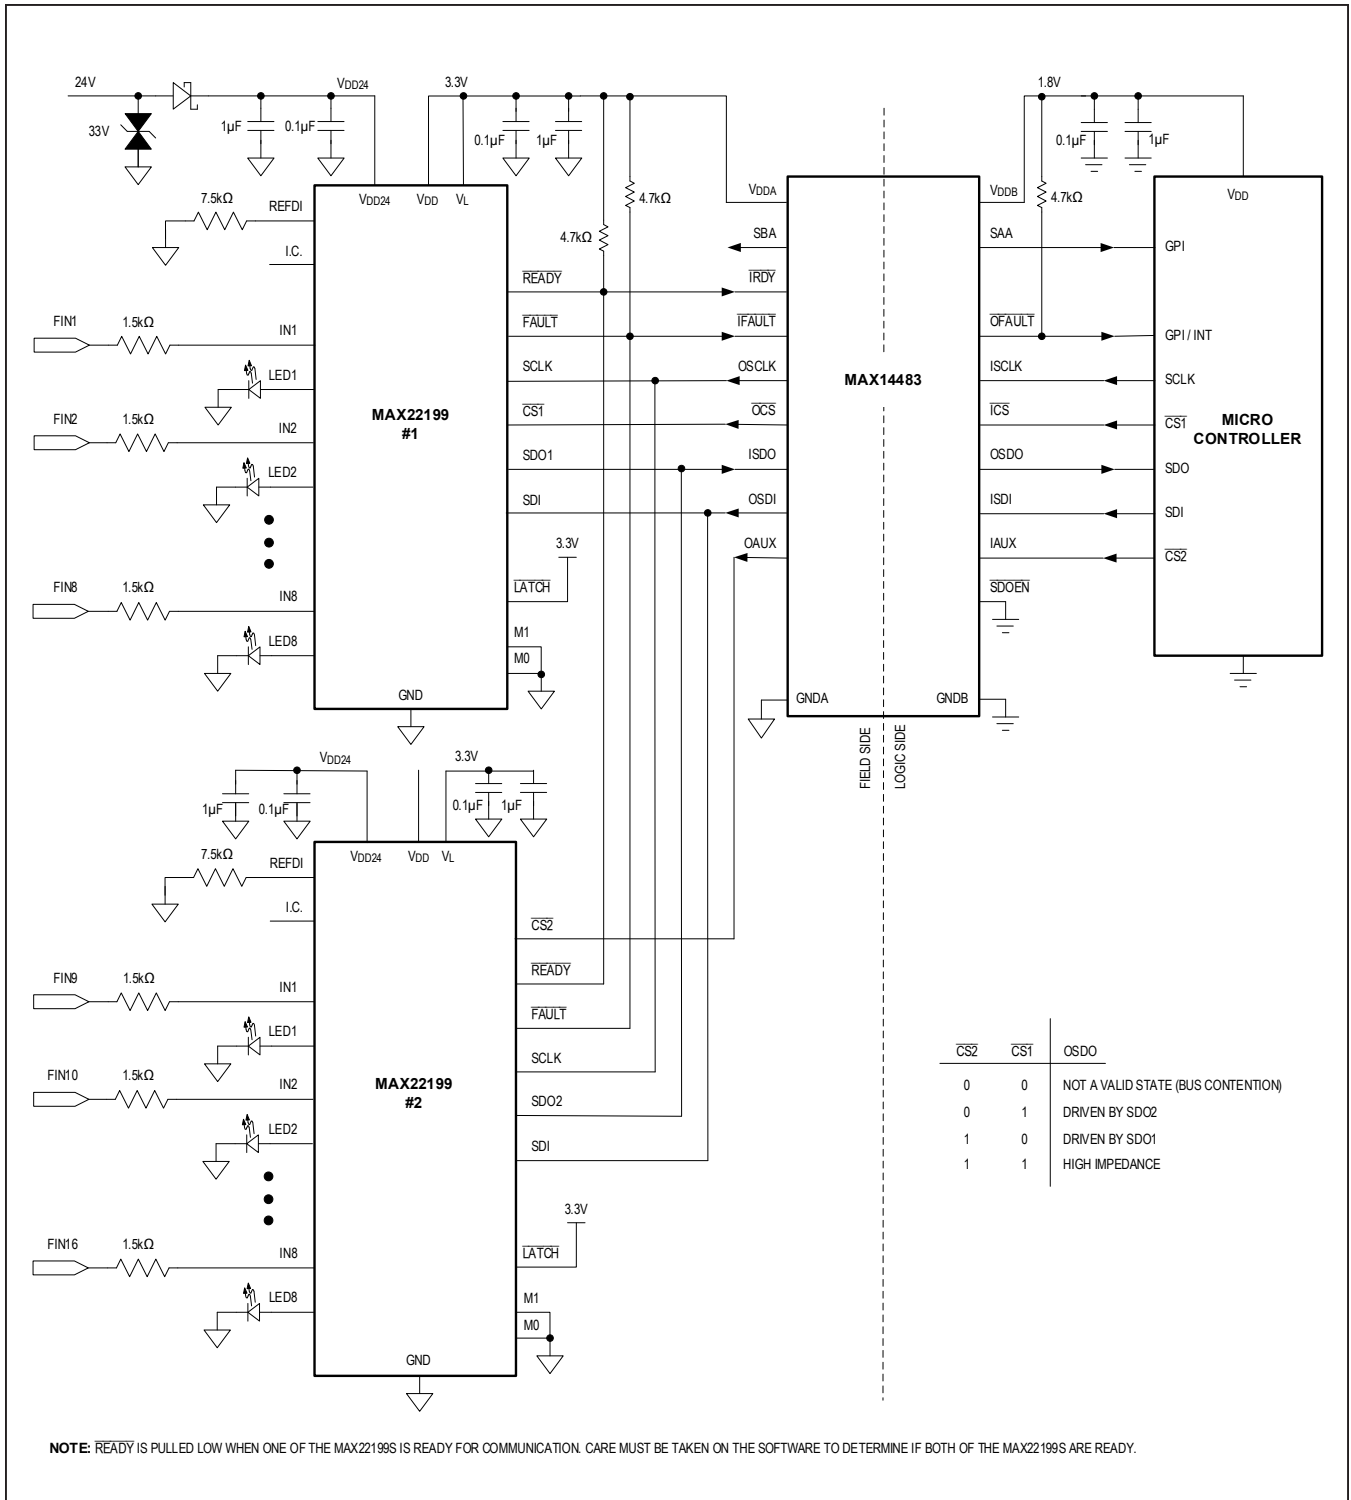 24V
VDD24
3.3V
1.8V
33V
1µF
0.1µF
0.1µF
1µF
0.1µF
1µF
7.5kΩ
REFDI
VDD24
VDD
VL
4.7kΩ
4.7kΩ
VDDA
VDDB
4.7kΩ
VDD
I.C.
SBA
SAA
GPI
READY
IRDY
FIN1
1.5kΩ
IN1
FAULT
IFAULT
OFAULT
GPI / INT
LED1
SCLK
OSCLK
ISCLK
SCLK
MAX22199
#1
MAX14483
MICRO
CONTROLLER
FIN2
1.5kΩ
IN2
CS1
OCS
ICS
CS1
LED2
SDO1
ISDO
OSDO
SDO
SDI
OSDI
ISDI
SDI
3.3V
OAUX
IAUX
CS2
FIN8
1.5kΩ
IN8
LATCH
SDOEN
LED8
M1
M0
GND
GNDA
GNDB
FIELD SIDE
LOGIC SIDE
VDD24
3.3V
1µF
0.1µF
0.1µF
1µF
7.5kΩ
REFDI
VDD24
VDD
VL
I.C.
CS2
READY
FIN9
1.5kΩ
IN1
FAULT
LED1
SCLK
FIN10
1.5kΩ
IN2
MAX22199
#2
SDO2
LED2
SDI
3.3V
FIN16
1.5kΩ
IN8
LATCH
LED8
M1
M0
GND
CS2 CS1 OSDO
0 0 NOT A VALID STATE (BUS CONTENTION)
0 1 DRIVEN BY SDO2
1 0 DRIVEN BY SDO1
1 1 HIGH IMPEDANCE
NOTE: READY IS PULLED LOW WHEN ONE OF THE MAX22199S IS READY FOR COMMUNICATION. CARE MUST BE TAKEN ON THE SOFTWARE TO DETERMINE IF BOTH OF THE MAX22199S ARE READY.